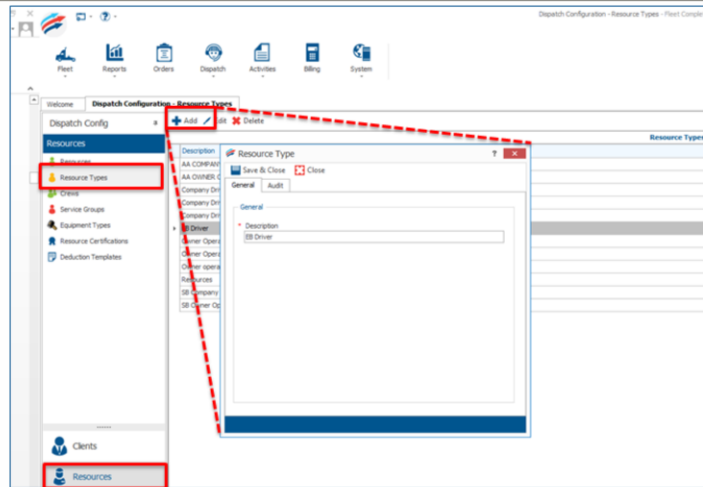 Dispatch Configuration - Resource Types - Fleet Comple
Fleet
Reports
Orders
Dispatch
Activities
Billing
System
Welcome
Dispatch Configuration - Resource Types
Dispatch Config
Add
Delete
Resources
Resource Types
Resources
Resource Types
Crews
Service Groups
Equipment Types
Resource Certifications
Deduction Templates
Description
AA COMPAN
AA OWNER
Company Dri
Company Dri
Company Dri
EB Driver
Owner Opera
Owner Opera
Owner opera
Resources
SB Company
SB Owner Op
Resource Type
?
Save & Close
Close
General
Audit
General
* Description
EB Driver
Clients
Resources